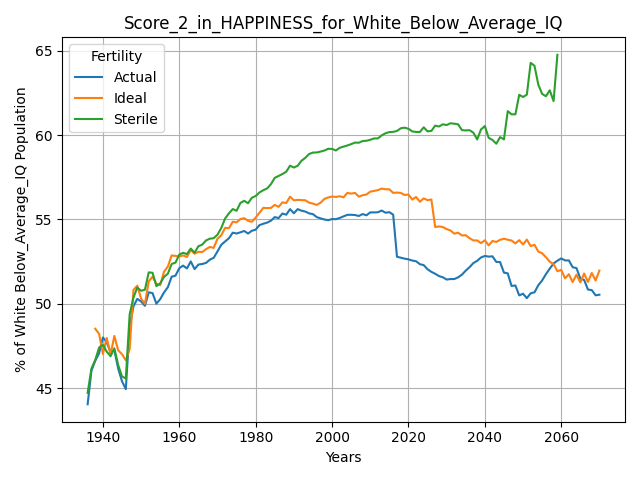 Score_2_in_HAPPINESS_for_White_Below_Average_IQ
% of White Below_Average_IQ Population
65
60
55
50
45
Fertility
Actual
Ideal
Sterile
1940 1960 1980 2000 2020 2040 2060
Years